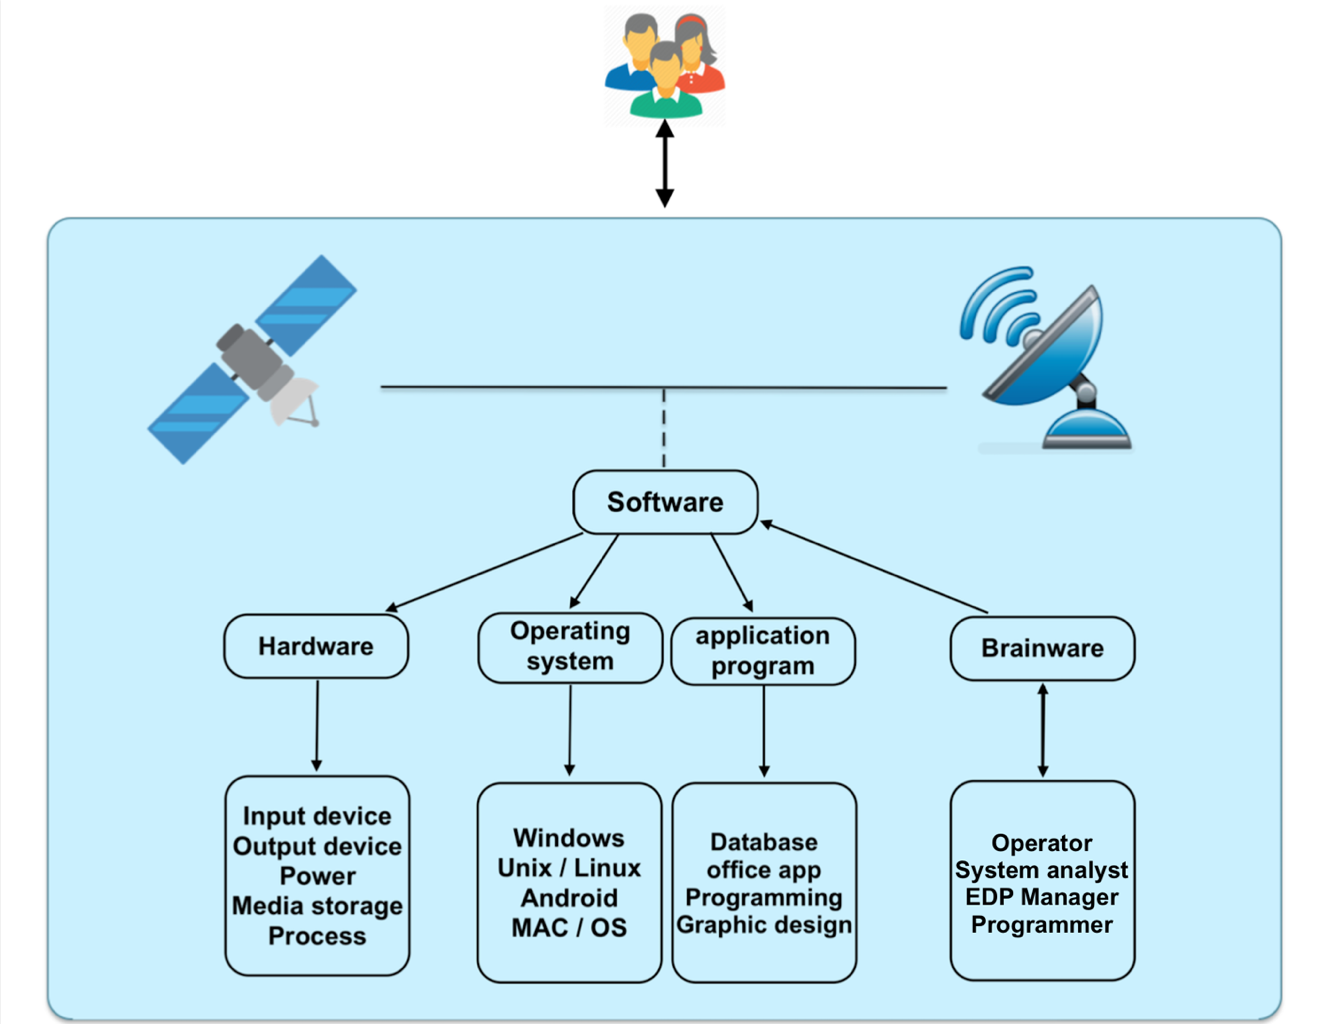 Software
Hardware
Operating
system
application
program
Brainware
Input device
Output device
Power
Media storage
Process
Windows
Unix / Linux
Android
MAC / OS
Database
office app
Programming
Graphic design
Operator
System analyst
EDP Manager
Programmer